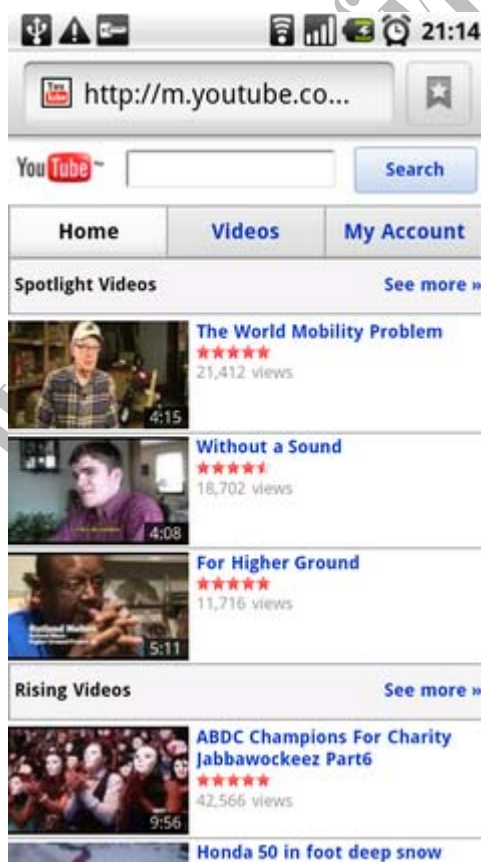 21:14
http://m.youtube.co...
YouTube™
Search
Home Videos My Account
Spotlight Videos See more »
The World Mobility Problem
21,412 views
4:15
Without a Sound
18,702 views
4:08
For Higher Ground
11,716 views
5:11
Rising Videos See more »
ABDC Champions For Charity
Jabbawockeez Part6
42,566 views
9:56
Honda 50 in foot deep snow